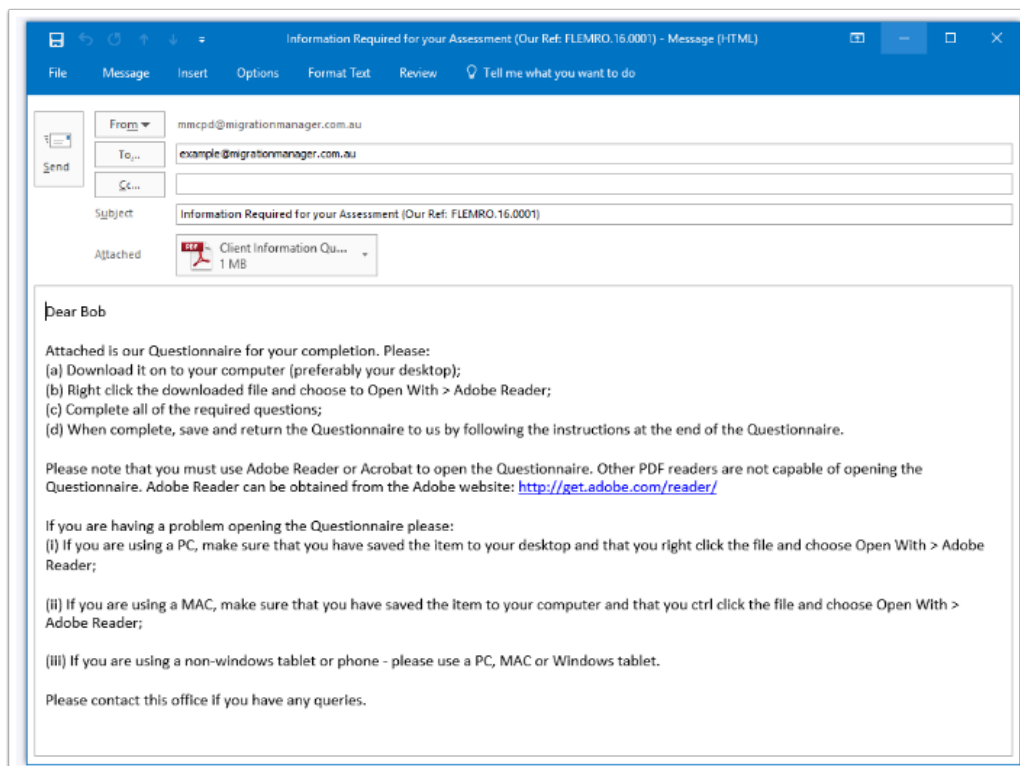 Information Required for your Assessment (Our Ref: FLEMRO.16.0001) - Message (HTML)
File Message Insert Options Format Text Review Tell me what you want to do
Send
From mmcpd@migrationmanager.com.au
To... example@migrationmanager.com.au
Cc...
Subject Information Required for your Assessment (Our Ref: FLEMRO.16.0001)
Attached PDF Client Information Qu...
1 MB
Dear Bob
Attached is our Questionnaire for your completion. Please:
(a) Download it on to your computer (preferably your desktop);
(b) Right click the downloaded file and choose to Open With > Adobe Reader;
(c) Complete all of the required questions;
(d) When complete, save and return the Questionnaire to us by following the instructions at the end of the Questionnaire.
Please note that you must use Adobe Reader or Acrobat to open the Questionnaire. Other PDF readers are not capable of opening the
Questionnaire. Adobe Reader can be obtained from the Adobe website: http://get.adobe.com/reader/
If you are having a problem opening the Questionnaire please:
(i) If you are using a PC, make sure that you have saved the item to your desktop and that you right click the file and choose Open With > Adobe
Reader;
(ii) If you are using a MAC, make sure that you have saved the item to your computer and that you ctrl click the file and choose Open With >
Adobe Reader;
(iii) If you are using a non-windows tablet or phone - please use a PC, MAC or Windows tablet.
Please contact this office if you have any queries.